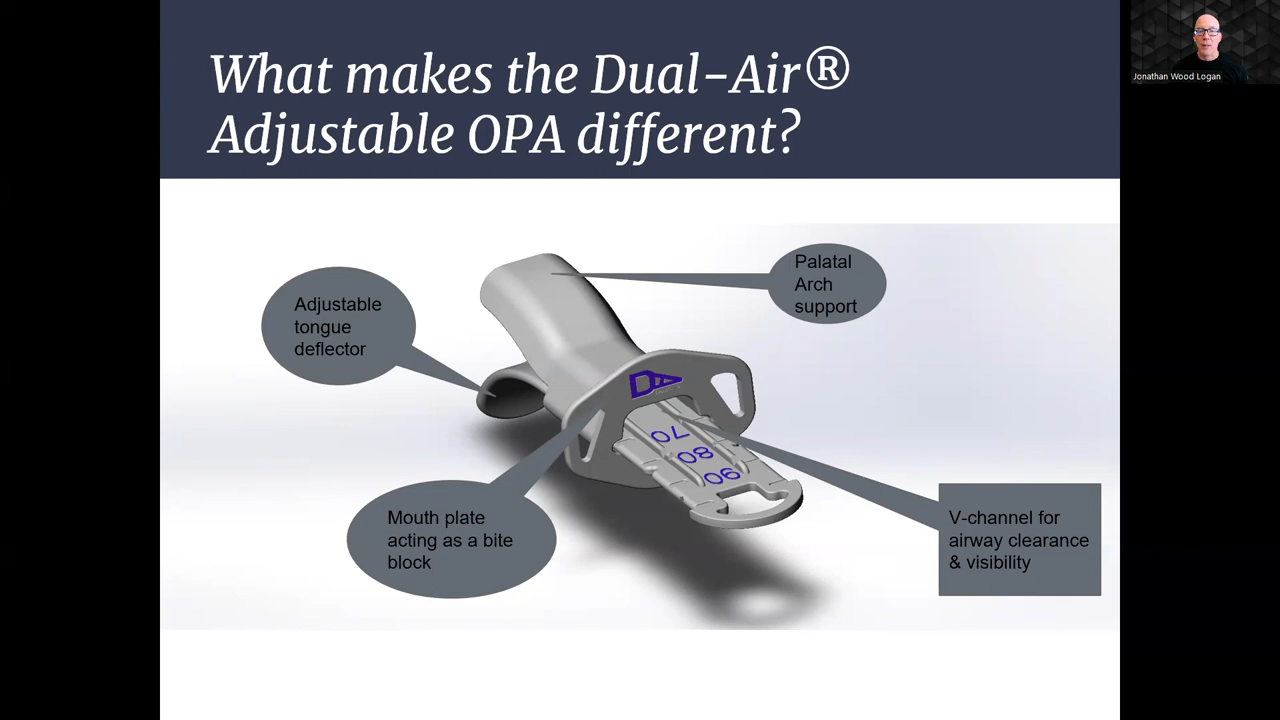 What makes the Dual-Air®
Adjustable OPA different?
Jonathan Wood Logan
Palatal
Arch
support
Adjustable
tongue
deflector
DA
70
80
90
Mouth plate
acting as a bite
block
V-channel for
airway clearance
& visibility